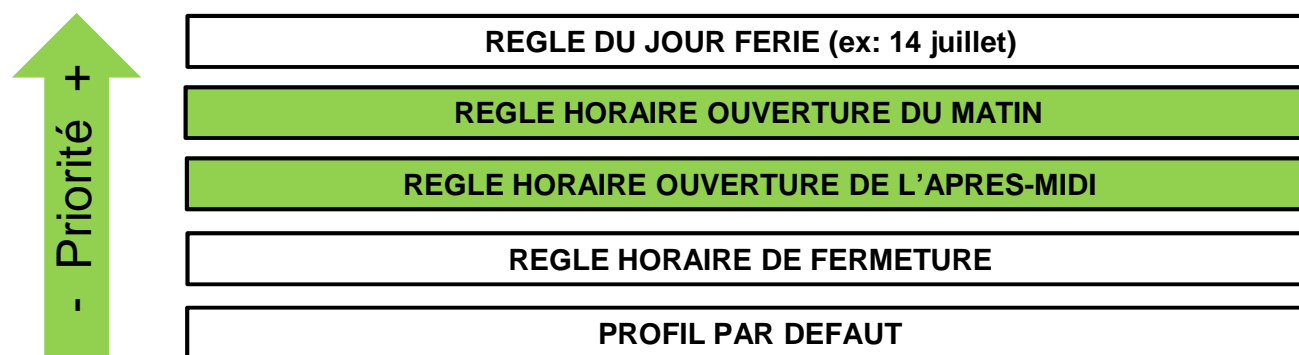 - Priorité +
REGLE DU JOUR FERIE (ex: 14 juillet)
REGLE HORAIRE OUVERTURE DU MATIN
REGLE HORAIRE OUVERTURE DE L'APRES-MIDI
REGLE HORAIRE DE FERMETURE
PROFIL PAR DEFAUT